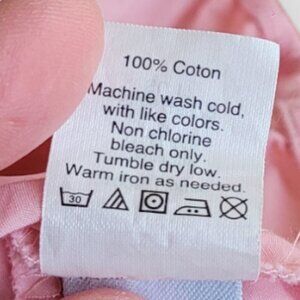 100% Coton
Machine wash cold,
with like colors.
Non chlorine
bleach only.
Tumble dry low.
Warm iron as needed.
30